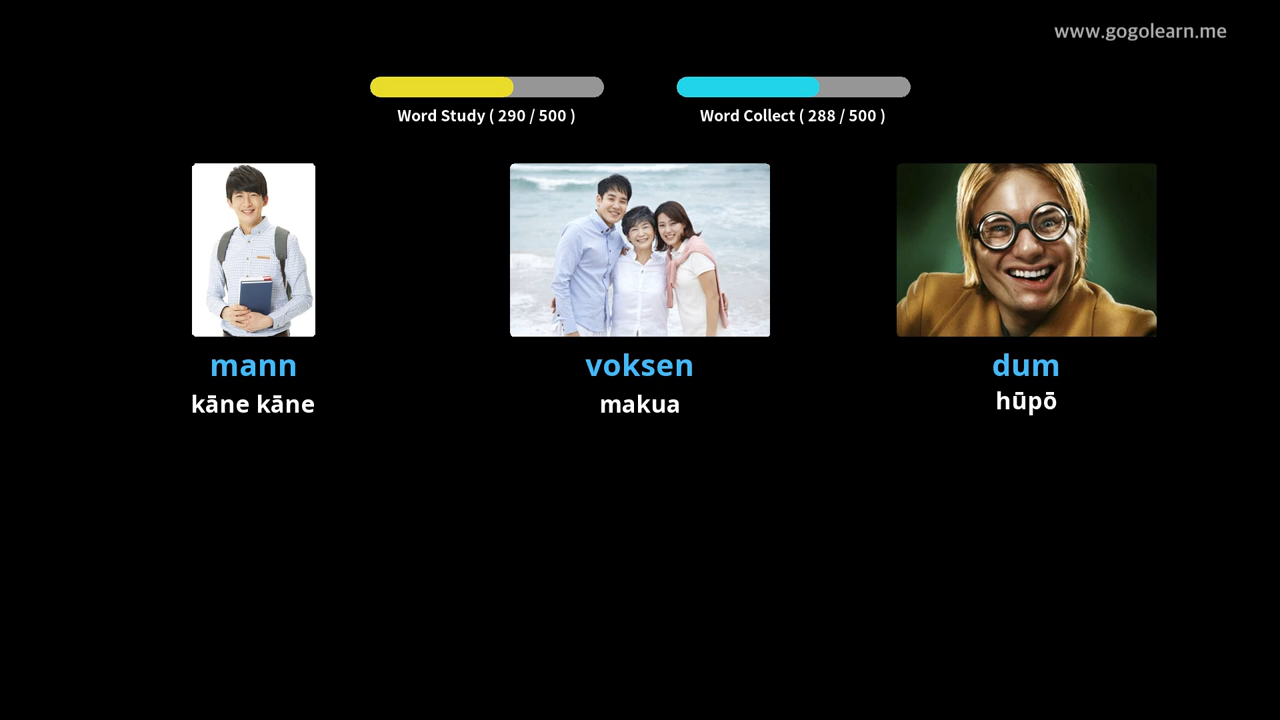 www.gogolearn.me
Word Study ( 290 / 500 )
Word Collect ( 288 / 500 )
mann
kāne kāne
voksen
makua
dum
hūpō